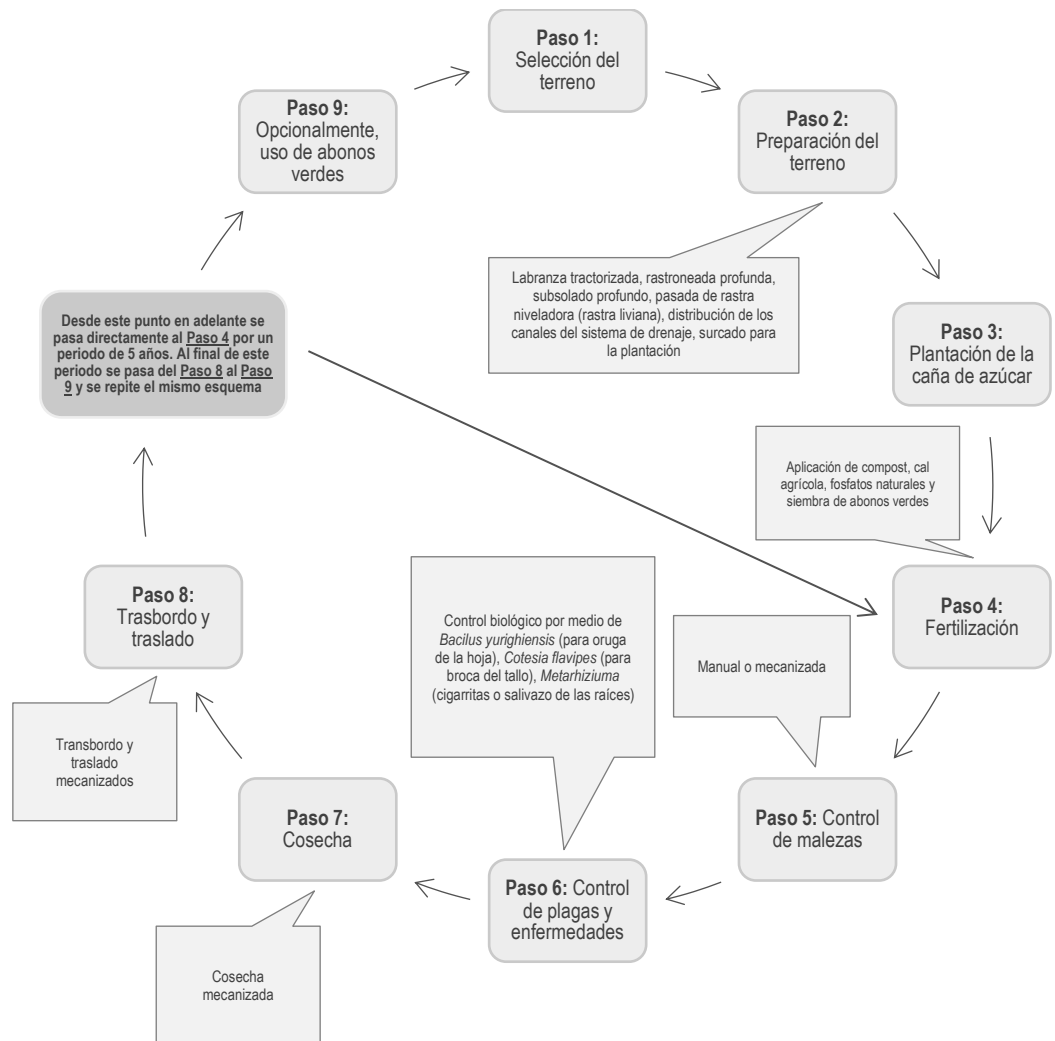 Paso 1:
Selección del
terreno
Paso 2:
Preparación del
terreno
Labranza tractorizada, rastroneada profunda,
subsolado profundo, pasada de rastra
niveladora (rastra liviana), distribución de los
canales del sistema de drenaje, surcado para
la plantación
Paso 3:
Plantación de la
caña de azúcar
Aplicación de compost, cal
agrícola, fosfatos naturales y
siembra de abonos verdes
Paso 4:
Fertilización
Manual o mecanizada
Paso 5: Control
de malezas
Control biológico por medio de
Bacilus yurighiensis (para oruga
de la hoja), Cotesia flavipes (para
broca del tallo), Metarhiziuma
(cigarritas o salivazo de las raíces)
Paso 6: Control
de plagas y
enfermedades
Paso 7:
Cosecha
Cosecha
mecanizada
Paso 8:
Trasbordo y
traslado
Transbordo y
traslado
mecanizados
Desde este punto en adelante se
pasa directamente al Paso 4 por un
periodo de 5 años. Al final de este
periodo se pasa del Paso 8 al Paso
9 y se repite el mismo esquema
Paso 9:
Opcionalmente,
uso de abonos
verdes